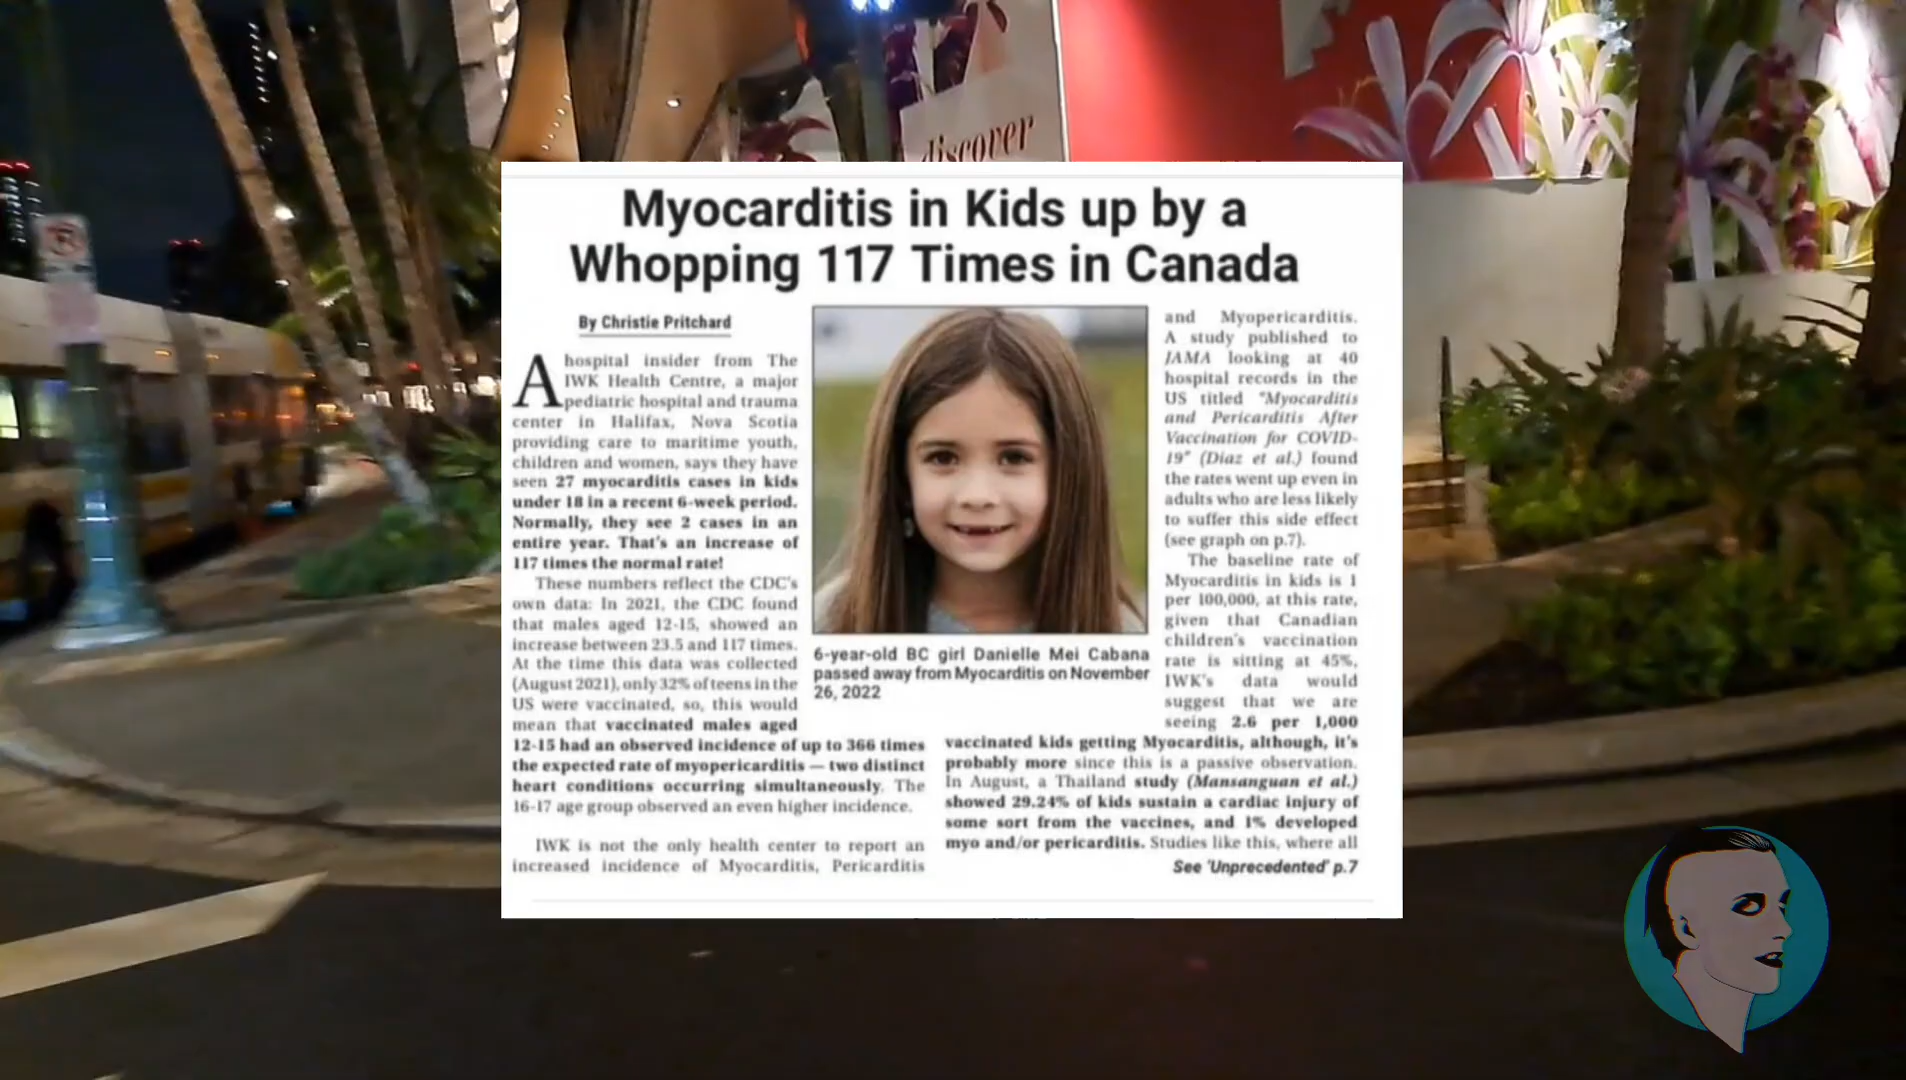 discover
Myocarditis in Kids up by a
Whopping 117 Times in Canada
By Christie Pritchard
A hospital insider from The
IWK Health Centre, a major
pediatric hospital and trauma
center in Halifax, Nova Scotia
providing care to maritime youth,
children and women, says they have
seen 27 myocarditis cases in kids
under 18 in a recent 6-week period.
Normally, they see 2 cases in an
entire year. That's an increase of
117 times the normal rate!
These numbers reflect the CDC's
own data: In 2021, the CDC found
that males aged 12-15, showed an
increase between 23.5 and 117 times.
At the time this data was collected
(August 2021), only 32% of teens in the
US were vaccinated, so, this would
mean that vaccinated males aged
12-15 had an observed incidence of up to 366 times
the expected rate of myopericarditis — two distinct
heart conditions occurring simultaneously. The
16-17 age group observed an even higher incidence.
IWK is not the only health center to report an
increased incidence of Myocarditis, Pericarditis
6-year-old BC girl Danielle Mei Cabana
passed away from Myocarditis on November
26, 2022
and Myopericarditis.
A study published to
JAMA looking at 40
hospital records in the
US titled "Myocarditis
and Pericarditis After
Vaccination for COVID-
19" (Diaz et al.) found
the rates went up even in
adults who are less likely
to suffer this side effect
(see graph on p.7).
The baseline rate of
Myocarditis in kids is 1
per 100,000, at this rate,
given that Canadian
children's vaccination
rate is sitting at 45%,
IWK's data would
suggest that we are
seeing 2.6 per 1,000
vaccinated kids getting Myocarditis, although, it's
probably more since this is a passive observation.
In August, a Thailand study (Mansanguan et al.)
showed 29.24% of kids sustain a cardiac injury of
some sort from the vaccines, and 1% developed
myo and/or pericarditis. Studies like this, where all
See 'Unprecedented' p.7